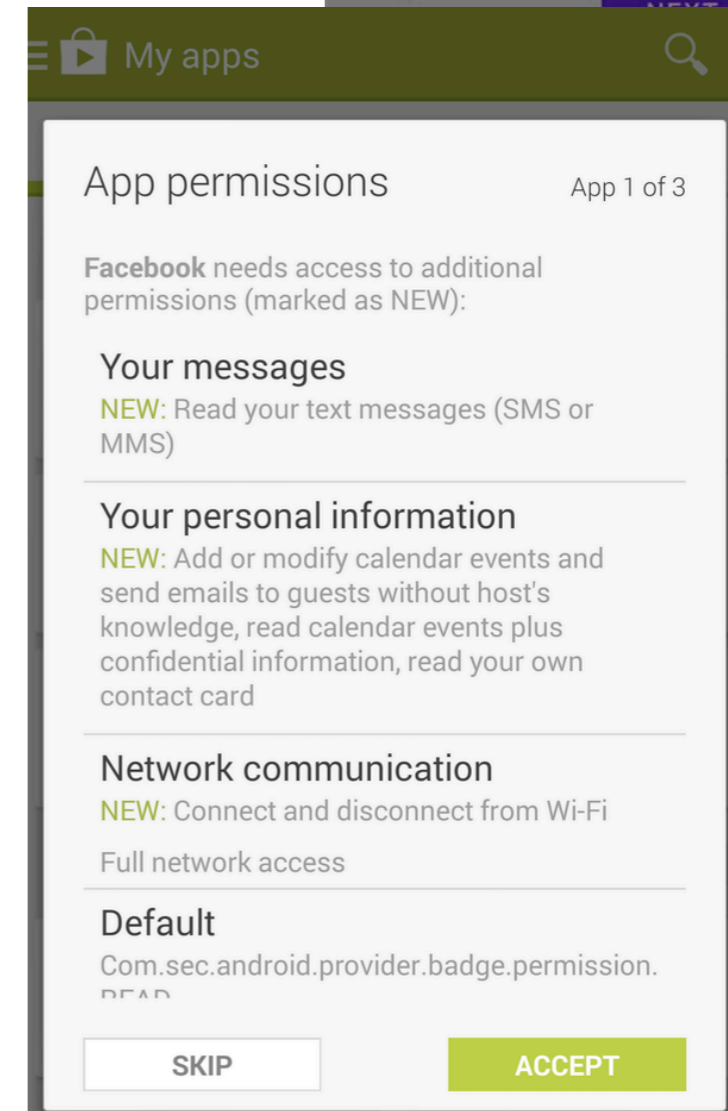 NEXT
My apps
App permissions
App 1 of 3
Facebook needs access to additional
permissions (marked as NEW):
Your messages
NEW: Read your text messages (SMS or
MMS)
Your personal information
NEW: Add or modify calendar events and
send emails to guests without host's
knowledge, read calendar events plus
confidential information, read your own
contact card
Network communication
NEW: Connect and disconnect from Wi-Fi
Full network access
Default
Com.sec.android.provider.badge.permission.
READ
SKIP
ACCEPT